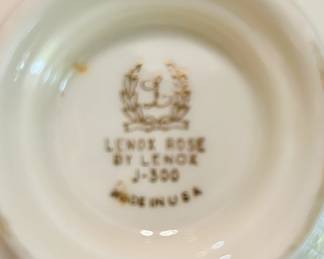 L
LENOX ROSE
BY LENOX
J-300
MADE IN U S A